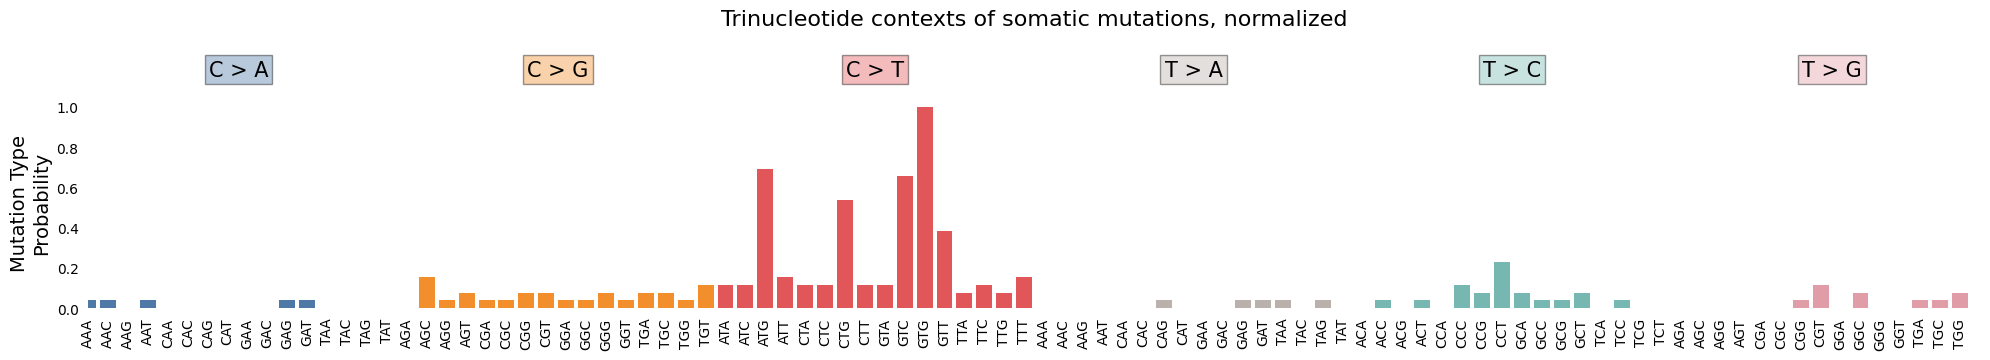 Trinucleotide contexts of somatic mutations, normalized
C > A
C > G
C > T
T > A
T > C
T > G
Mutation Type
Probability
1.0
0.8
0.6
0.4
0.2
0.0
AAA AAC AAG AAT CAA CAC CAG CAT GAA GAC GAG GAT TAA TAC TAG TAT AGA AGC AGG AGT CGA CGC CGG CGT GGA GGC GGG GGT TGA TGC TGG TGT ATA ATC ATG ATT CTA CTC CTG CTT GTA GTC GTG GTT TTA TTC TTG TTT AAA AAC AAG AAT CAA CAC CAG CAT GAA GAC GAG GAT TAA TAC TAG TAT ACA ACC ACG ACT CCA CCC CCG CCT GCA GCC GCG GCT TCA TCC TCG TCT AGA AGC AGG AGT CGA CGC CGG CGT GGA GGC GGG GGT TGA TGC TGG